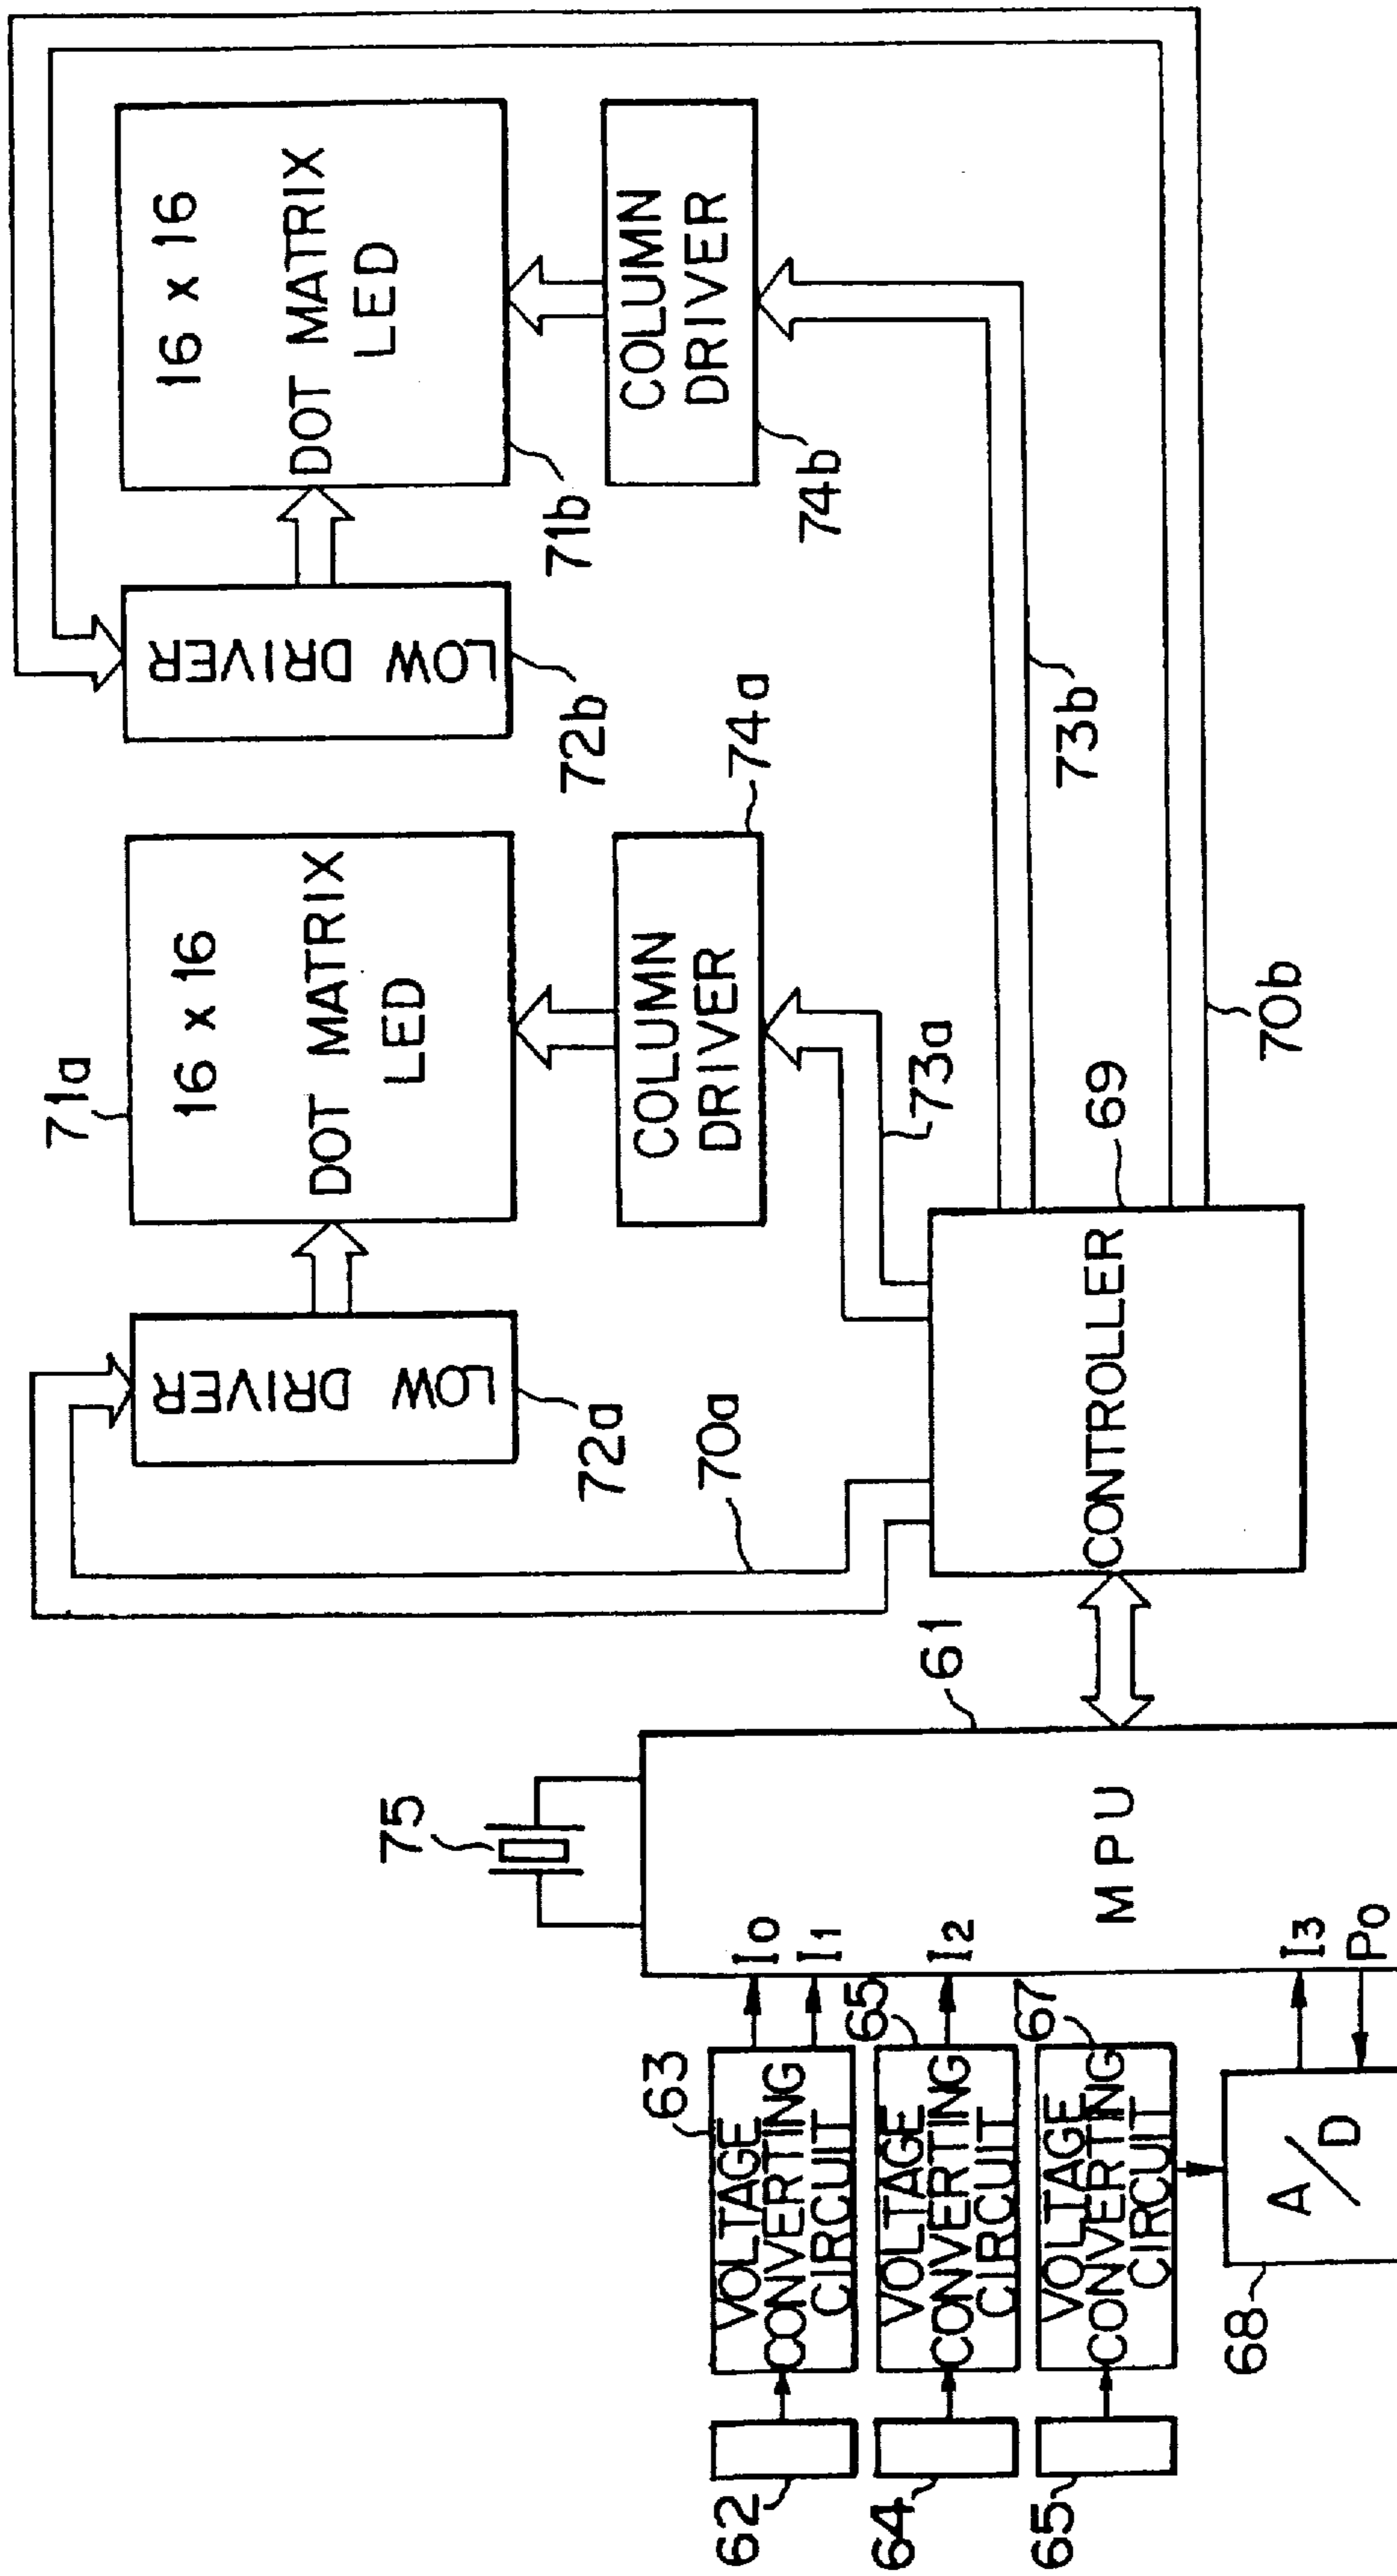 71a
16 x 16
DOT MATRIX
LED
16 x 16
DOT MATRIX
LED
LOW DRIVER
72a
LOW DRIVER
72b
71b
COLUMN
DRIVER
74a
COLUMN
DRIVER
74b
70a
73a
73b
75
61
CONTROLLER
69
70b
MPU
I0
I1
I2
I3
P0
63
VOLTAGE
CONVERTING
CIRCUIT
62
65
VOLTAGE
CONVERTING
CIRCUIT
64
67
VOLTAGE
CONVERTING
CIRCUIT
65
A/D
68